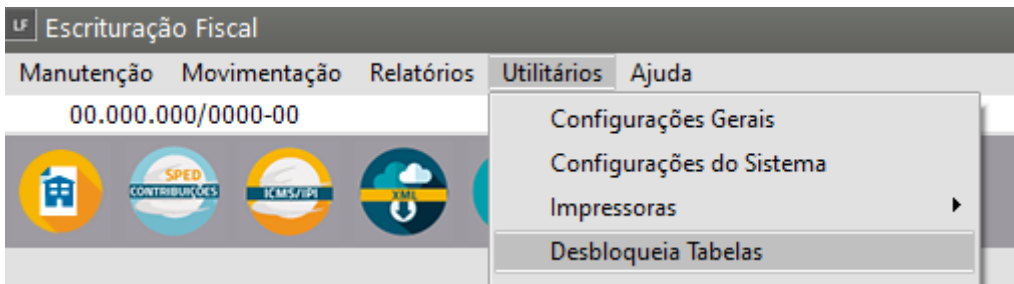 LF Escrituração Fiscal
Manutenção Movimentação Relatórios Utilitários Ajuda
00.000.000/0000-00
Configurações Gerais
Configurações do Sistema
SPED
CONTRIBUIÇÕES
ICMS/IPI
XML
Impressoras
Desbloqueia Tabelas